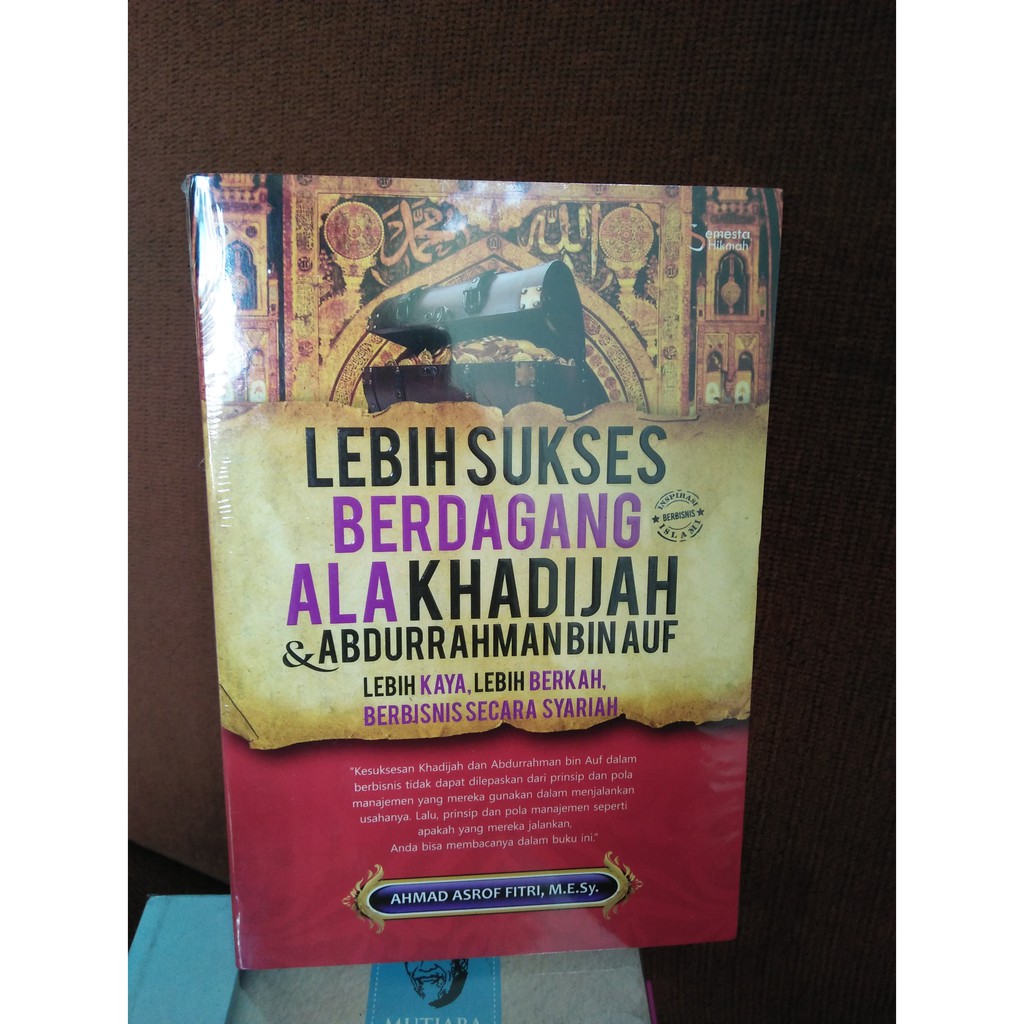 محمد
الله
Semesta
Hikmah
LEBIH SUKSES
BERDAGANG
INSPIRASI
BERBISNIS
ISLAMI
ALA KHADIJAH
& ABDURRAHMAN BIN AUF
LEBIH KAYA, LEBIH BERKAH,
BERBISNIS SECARA SYARIAH
"Kesuksesan Khadijah dan Abdurrahman bin Auf dalam
berbisnis tidak dapat dilepaskan dari prinsip dan pola
manajemen yang mereka gunakan dalam menjalankan
usahanya. Lalu, prinsip dan pola manajemen seperti
apakah yang mereka jalankan,
Anda bisa membacanya dalam buku ini."
AHMAD ASROF FITRI, M.E.Sy.
MUTIARA